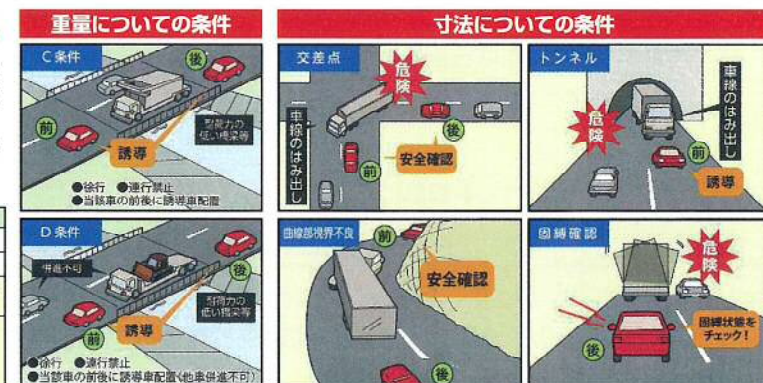 重量についての条件
C条件
後
前
誘導
耐荷力の
低い橋梁等
●徐行 ●連行禁止
●当該車の前後に誘導車配置
D条件
併進不可
後
前
誘導
耐荷力の
低い橋梁等
●徐行 ●連行禁止
●当該車の前後に誘導車配置(他車併進不可)
寸法についての条件
交差点
危険
車線のはみ出し
後
前
安全確認
トンネル
危険
車線のはみ出し
前
誘導
曲線部視界不良
前
安全確認
後
固縛確認
危険
後
固縛状態を
チェック!